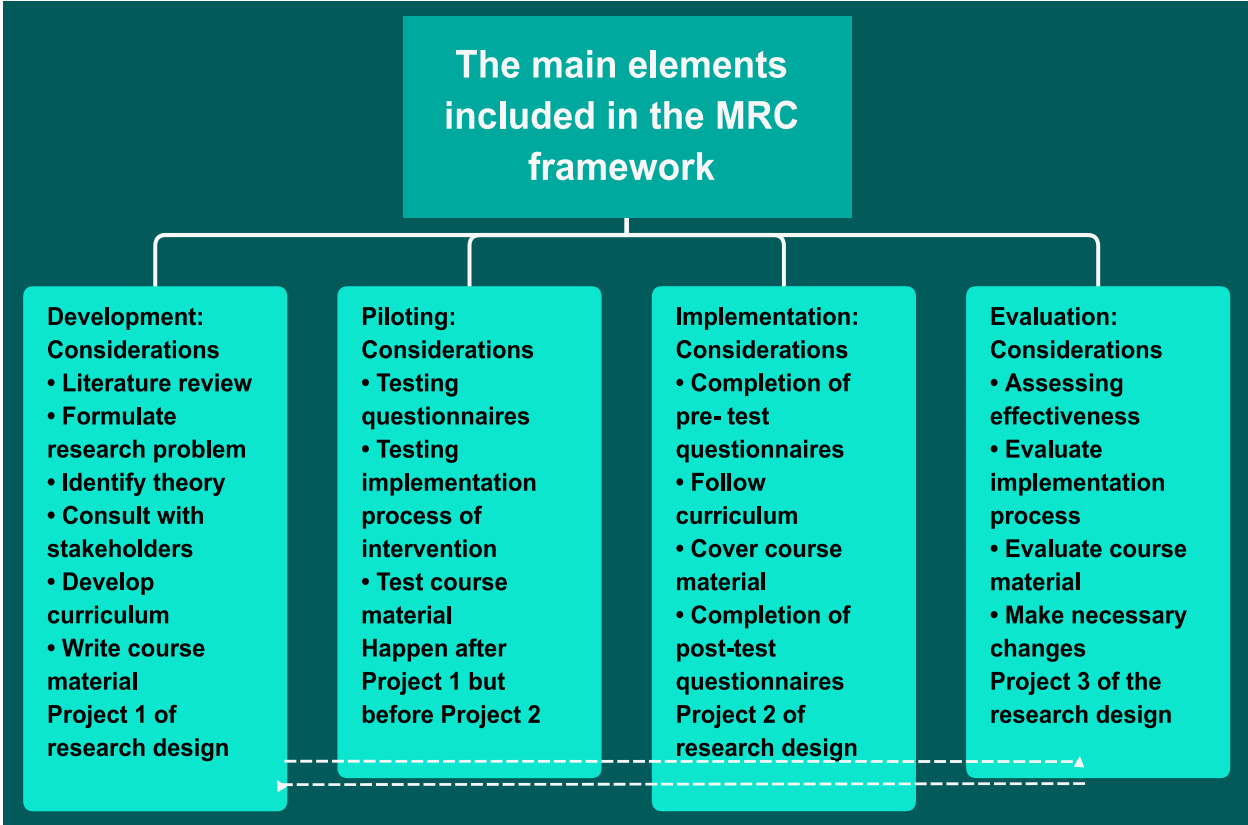 The main elements
included in the MRC
framework
Development:
Considerations
• Literature review
• Formulate
research problem
• Identify theory
• Consult with
stakeholders
• Develop
curriculum
• Write course
material
Project 1 of
research design
Piloting:
Considerations
• Testing
questionnaires
• Testing
implementation
process of
intervention
• Test course
material
Happen after
Project 1 but
before Project 2
Implementation:
Considerations
• Completion of
pre- test
questionnaires
• Follow
curriculum
• Cover course
material
• Completion of
post-test
questionnaires
Project 2 of
research design
Evaluation:
Considerations
• Assessing
effectiveness
• Evaluate
implementation
process
• Evaluate course
material
• Make necessary
changes
Project 3 of the
research design